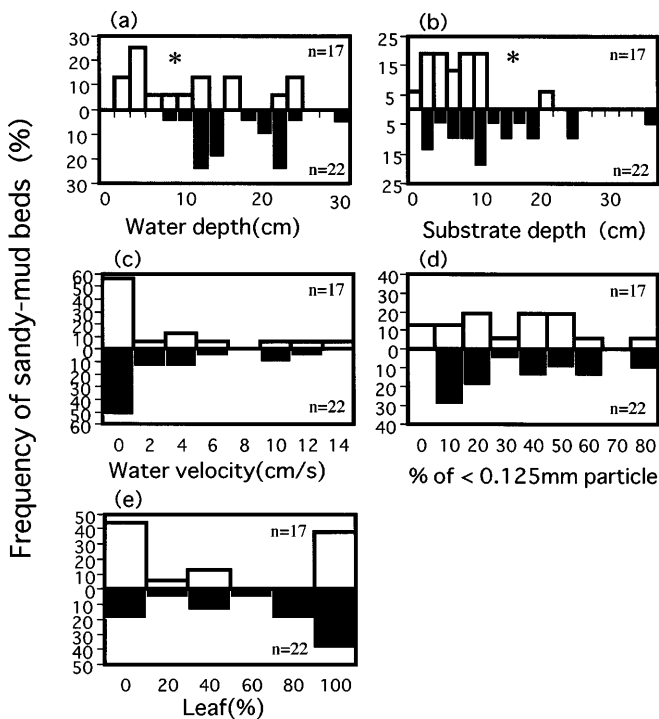 Frequency of sandy-mud beds (%)
(a)
30
20
10
0
10
20
30
*
n=17
n=22
0 10 20 30
Water depth(cm)
(b)
25
15
5
5
15
25
*
n=17
n=22
0 10 20 30
Substrate depth (cm)
(c)
60
50
40
30
20
10
0
10
20
30
40
50
60
n=17
n=22
0 2 4 6 8 10 12 14
Water velocity(cm/s)
(d)
40
30
20
10
0
10
20
30
40
n=17
n=22
0 10 20 30 40 50 60 70 80
% of < 0.125mm particle
(e)
50
40
30
20
10
0
10
20
30
40
50
n=17
n=22
0 20 40 60 80 100
Leaf(%)